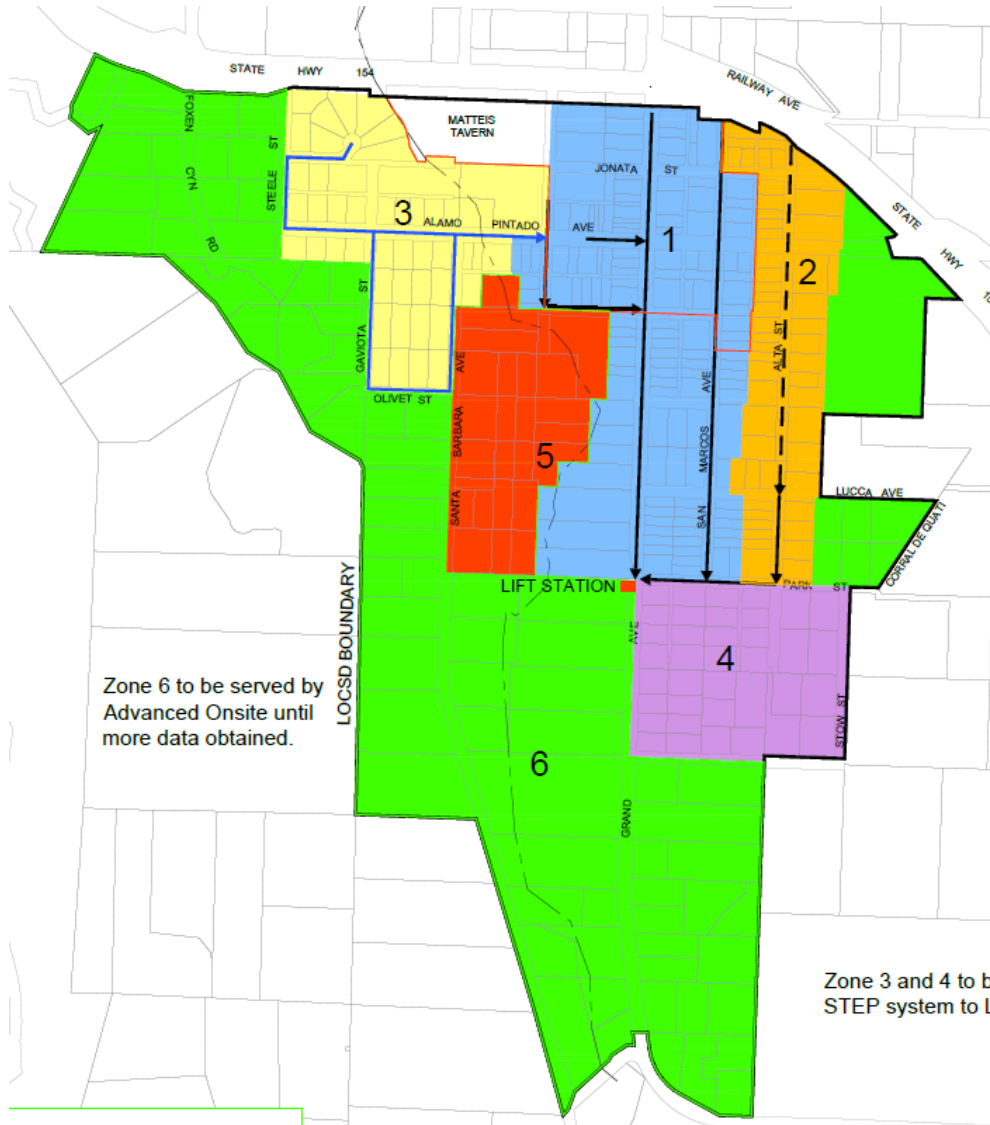 STATE HWY 154
RAILWAY AVE
MATTEIS
TAVERN
FOXEN CYN RD
STEELE ST
JONATA ST
STATE HWY
3
ALAMO PINTADO AVE
1
2
GAVIOTA ST
ALTA ST
OLIVET ST
SANTA BARBARA AVE
5
SAN MARCOS AVE
LUCCA AVE
CORRAL DE QUATI
LIFT STATION
ST
LOCSD BOUNDARY
4
STOW ST
Zone 6 to be served by
Advanced Onsite until
more data obtained.
6
GRAND AVE
Zone 3 and 4 to b
STEP system to L